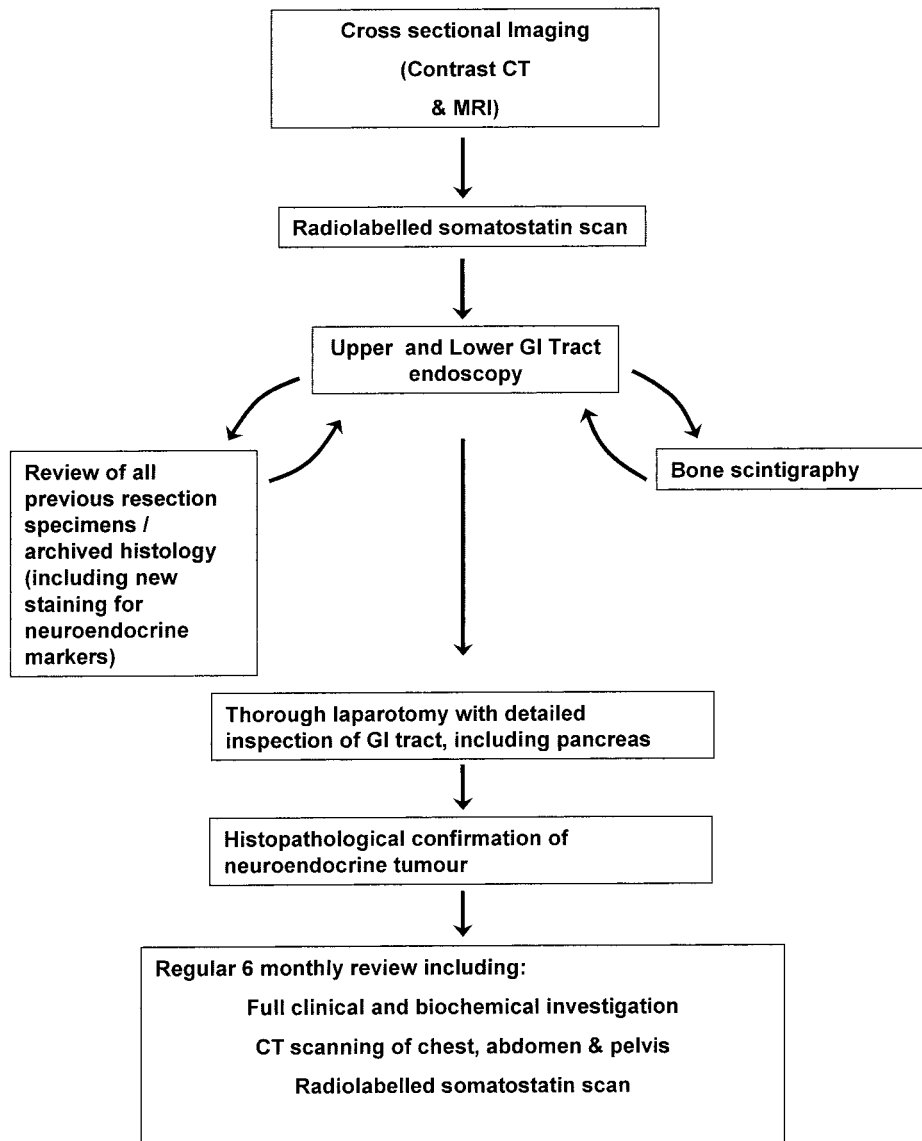 Cross sectional Imaging
(Contrast CT
& MRI)
Radiolabelled somatostatin scan
Upper and Lower GI Tract
endoscopy
Review of all
previous resection
specimens /
archived histology
(including new
staining for
neuroendocrine
markers)
Bone scintigraphy
Thorough laparotomy with detailed
inspection of GI tract, including pancreas
Histopathological confirmation of
neuroendocrine tumour
Regular 6 monthly review including:
Full clinical and biochemical investigation
CT scanning of chest, abdomen & pelvis
Radiolabelled somatostatin scan